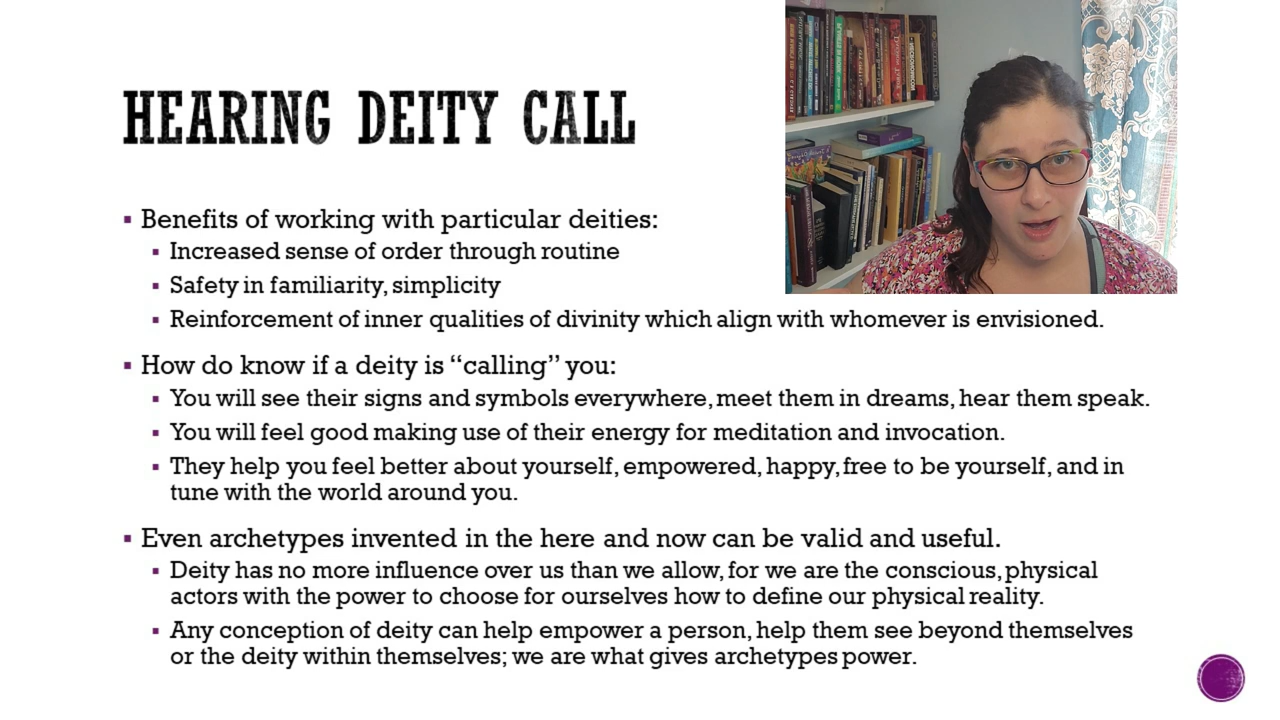 HEARING DEITY CALL
▪ Benefits of working with particular deities:
▪ Increased sense of order through routine
▪ Safety in familiarity, simplicity
▪ Reinforcement of inner qualities of divinity which align with whomever is envisioned.
▪ How do know if a deity is “calling” you:
▪ You will see their signs and symbols everywhere, meet them in dreams, hear them speak.
▪ You will feel good making use of their energy for meditation and invocation.
▪ They help you feel better about yourself, empowered, happy, free to be yourself, and in
tune with the world around you.
▪ Even archetypes invented in the here and now can be valid and useful.
▪ Deity has no more influence over us than we allow, for we are the conscious, physical
actors with the power to choose for ourselves how to define our physical reality.
▪ Any conception of deity can help empower a person, help them see beyond themselves
or the deity within themselves; we are what gives archetypes power.